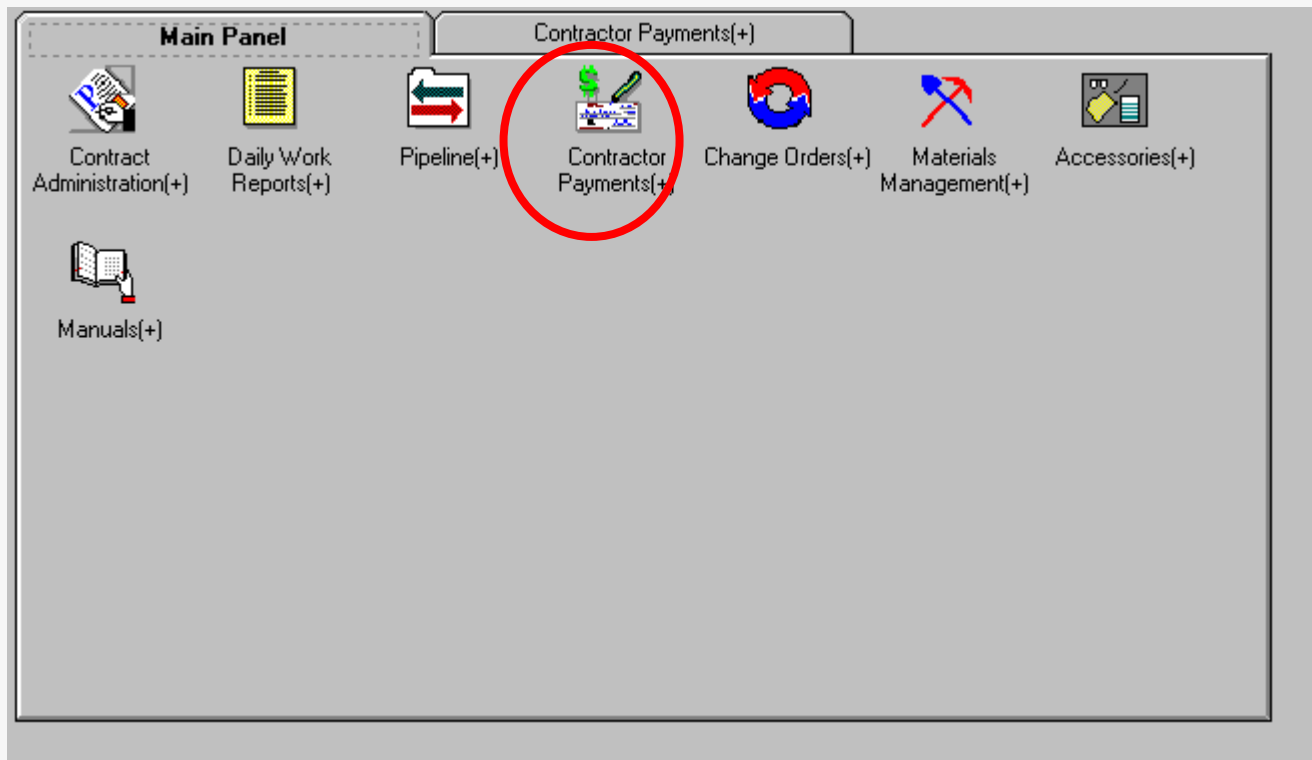 Main Panel
Contractor Payments(+)
Contract
Administration(+)
Daily Work
Reports(+)
Pipeline(+)
Contractor
Payments(+)
Change Orders(+)
Materials
Management(+)
Accessories(+)
Manuals(+)